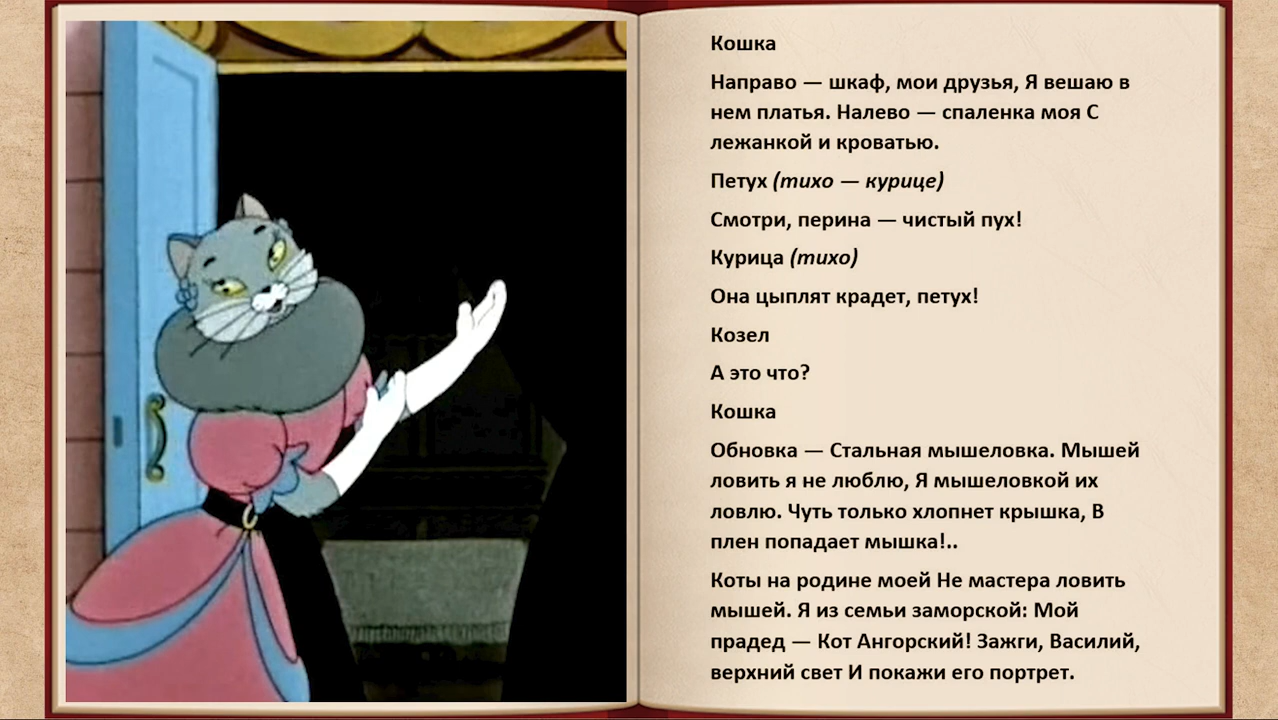 Кошка
Направо — шкаф, мои друзья, Я вешаю в
нем платья. Налево — спаленка моя С
лежанкой и кроватью.
Петух (тихо — курице)
Смотри, перина — чистый пух!
Курица (тихо)
Она цыплят крадет, петух!
Козел
А это что?
Кошка
Обновка — Стальная мышеловка. Мышей
ловить я не люблю, Я мышеловкой их
ловлю. Чуть только хлопнет крышка, В
плен попадает мышка!..
Коты на родине моей Не мастера ловить
мышей. Я из семьи заморской: Мой
прадед — Кот Ангорский! Зажги, Василий,
верхний свет И покажи его портрет.